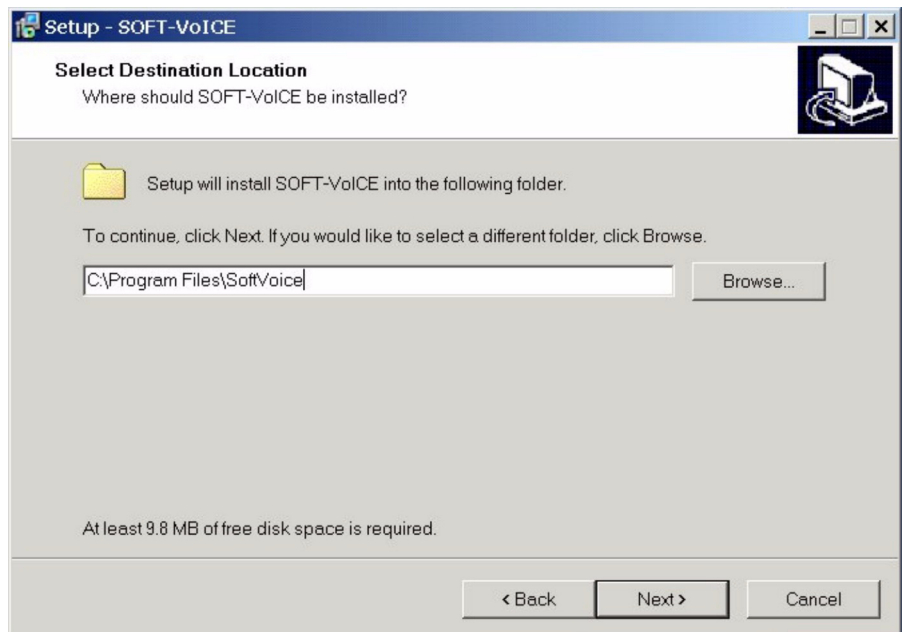 Setup - SOFT-VoICE
Select Destination Location
Where should SOFT-VoICE be installed?
Setup will install SOFT-VoICE into the following folder.
To continue, click Next. If you would like to select a different folder, click Browse.
C:\Program Files\SoftVoice
Browse...
At least 9.8 MB of free disk space is required.
< Back
Next >
Cancel